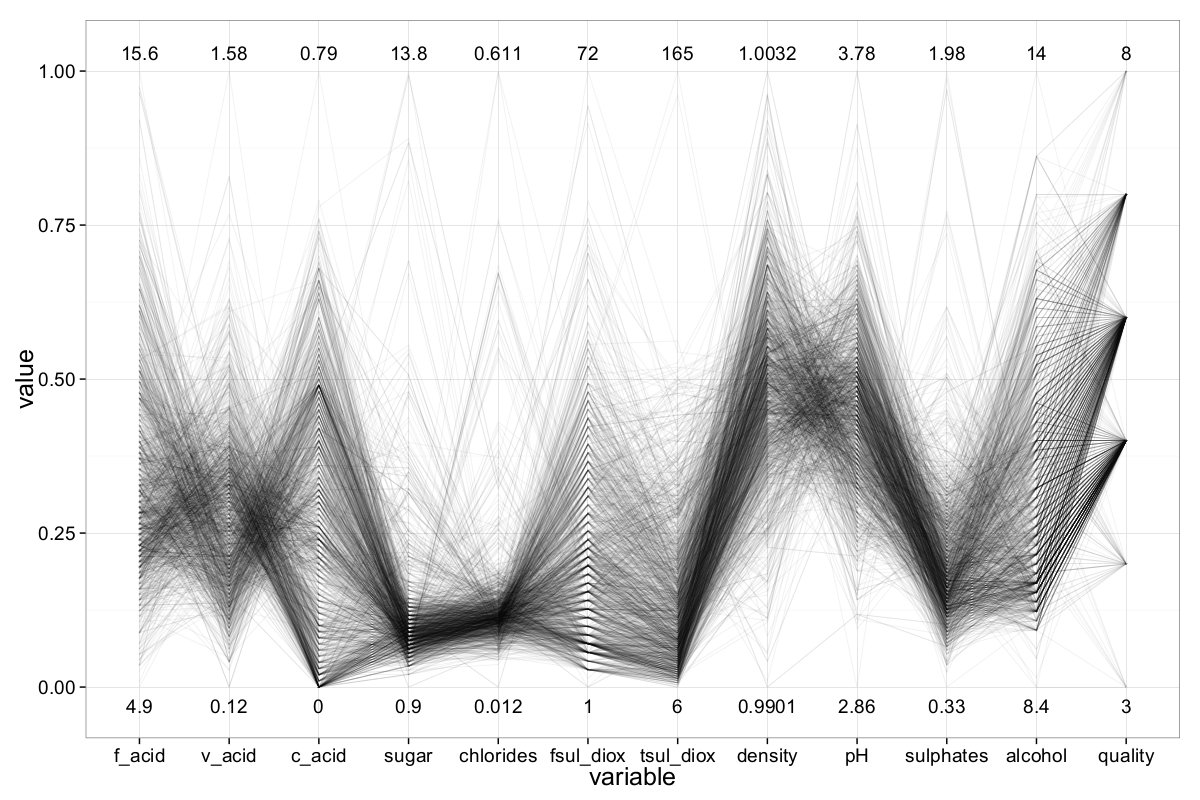 15.6 1.58 0.79 13.8 0.611 72 165 1.0032 3.78 1.98 14 8
1.00
0.75
0.50
0.25
0.00
value
4.9 0.12 0 0.9 0.012 1 6 0.9901 2.86 0.33 8.4 3
f_acid v_acid c_acid sugar chlorides fsul_diox tsul_diox density pH sulphates alcohol quality
variable